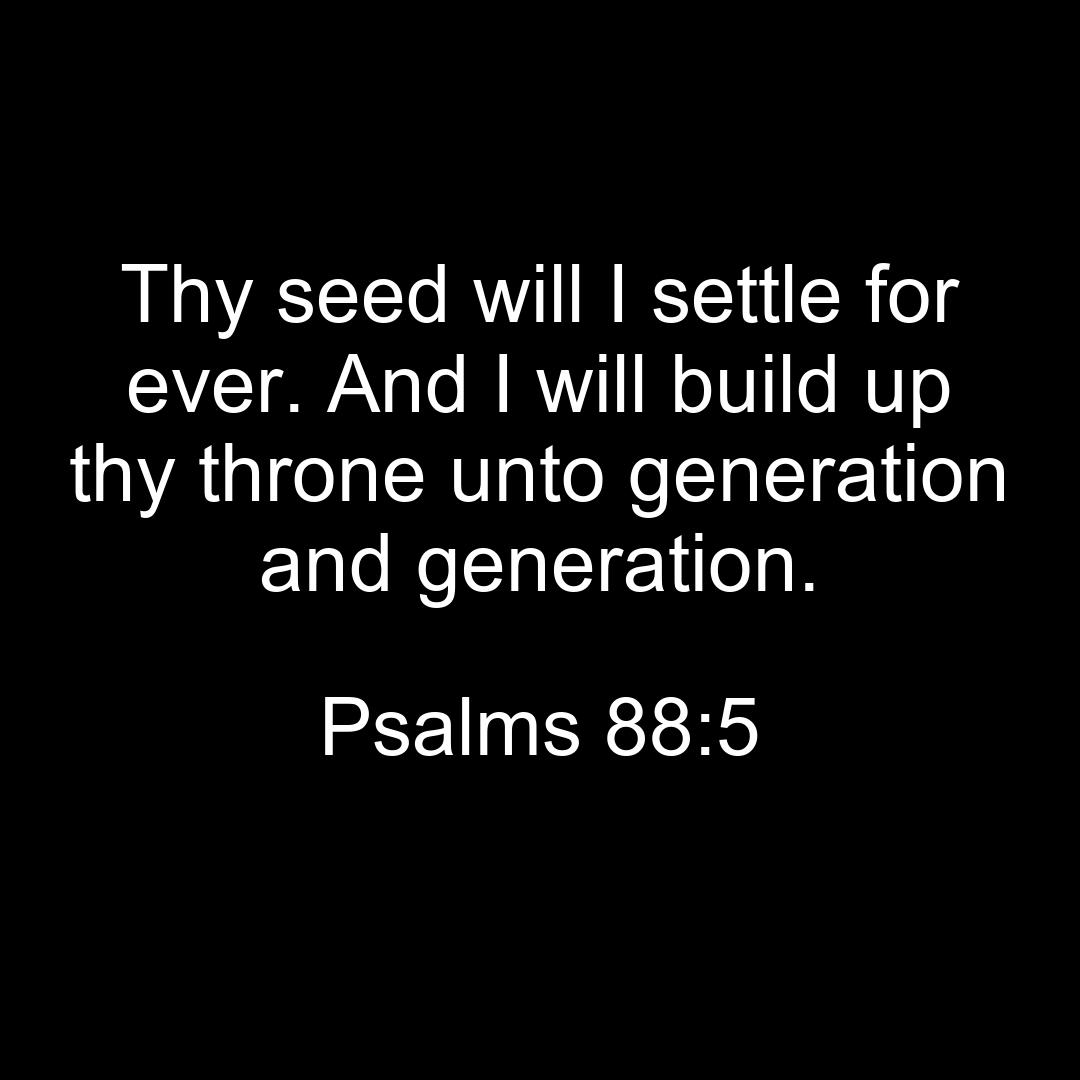 Thy seed will I settle for
ever. And I will build up
thy throne unto generation
and generation.
Psalms 88:5